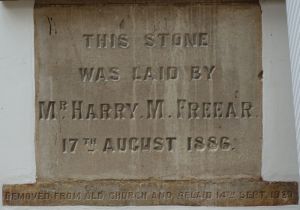 THIS STONE
WAS LAID BY
MR HARRY. M. FREEAR.
17TH AUGUST 1886.
REMOVED FROM OLD CHURCH AND RELAID 14TH SEPT.